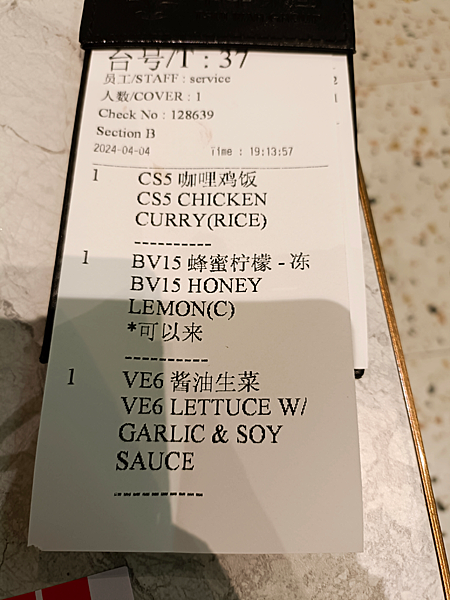 台号/T : 37
员工/STAFF : service
人数/COVER : 1
Check No : 128639
Section B
2024-04-04 Time : 19:13:57
1 CS5 咖哩鸡饭
CS5 CHICKEN
CURRY(RICE)
----------
1 BV15 蜂蜜柠檬 - 冻
BV15 HONEY
LEMON(C)
*可以来
----------
1 VE6 酱油生菜
VE6 LETTUCE W/
GARLIC & SOY
SAUCE
----------